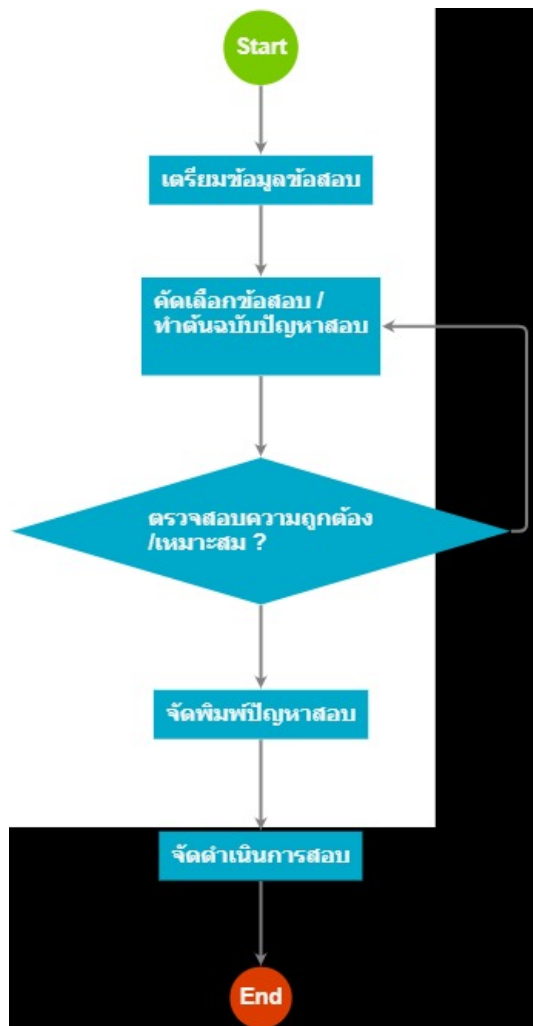 Start
เตรียมข้อมูลข้อสอบ
คัดเลือกข้อสอบ /
ทำต้นฉบับปัญหาสอบ
ตรวจสอบความถูกต้อง
/เหมาะสม ?
จัดพิมพ์ปัญหาสอบ
จัดดำเนินการสอบ
End